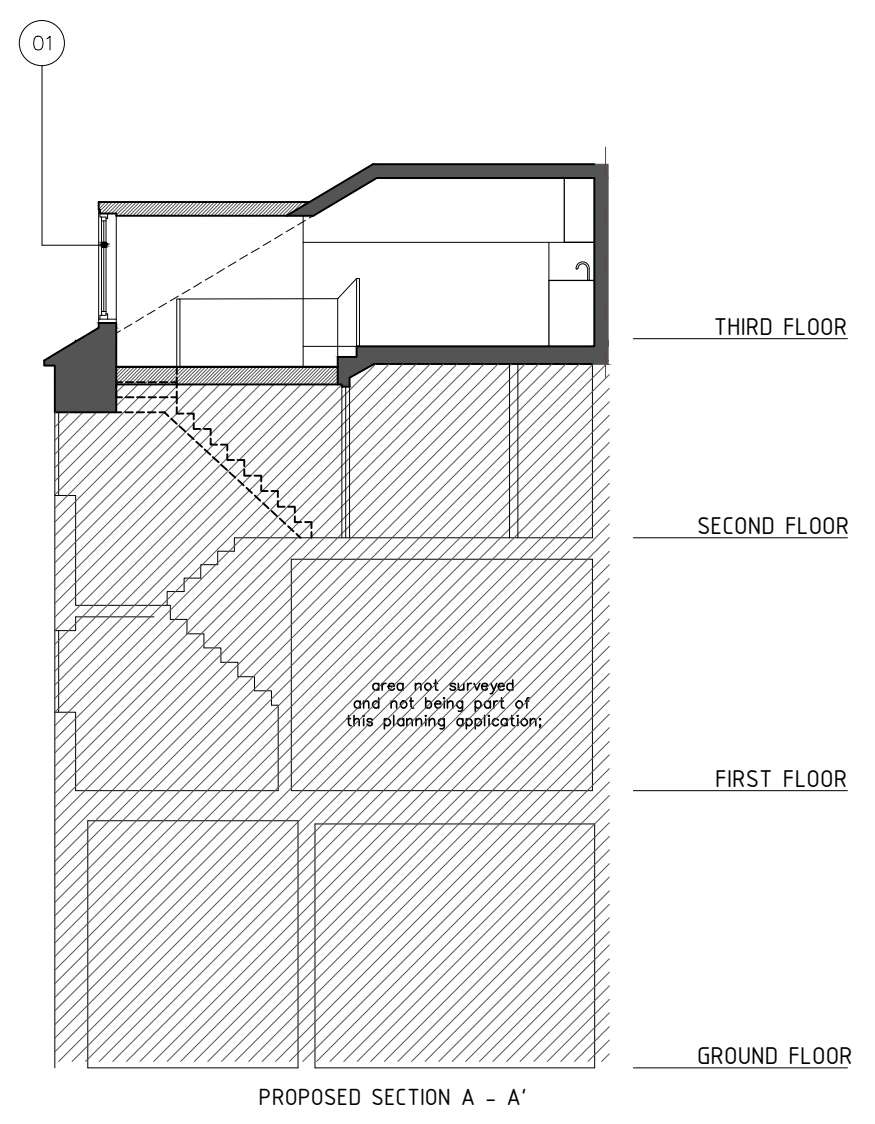 01
THIRD FLOOR
SECOND FLOOR
area not surveyed
and not being part of
this planning application;
FIRST FLOOR
GROUND FLOOR
PROPOSED SECTION A - A'